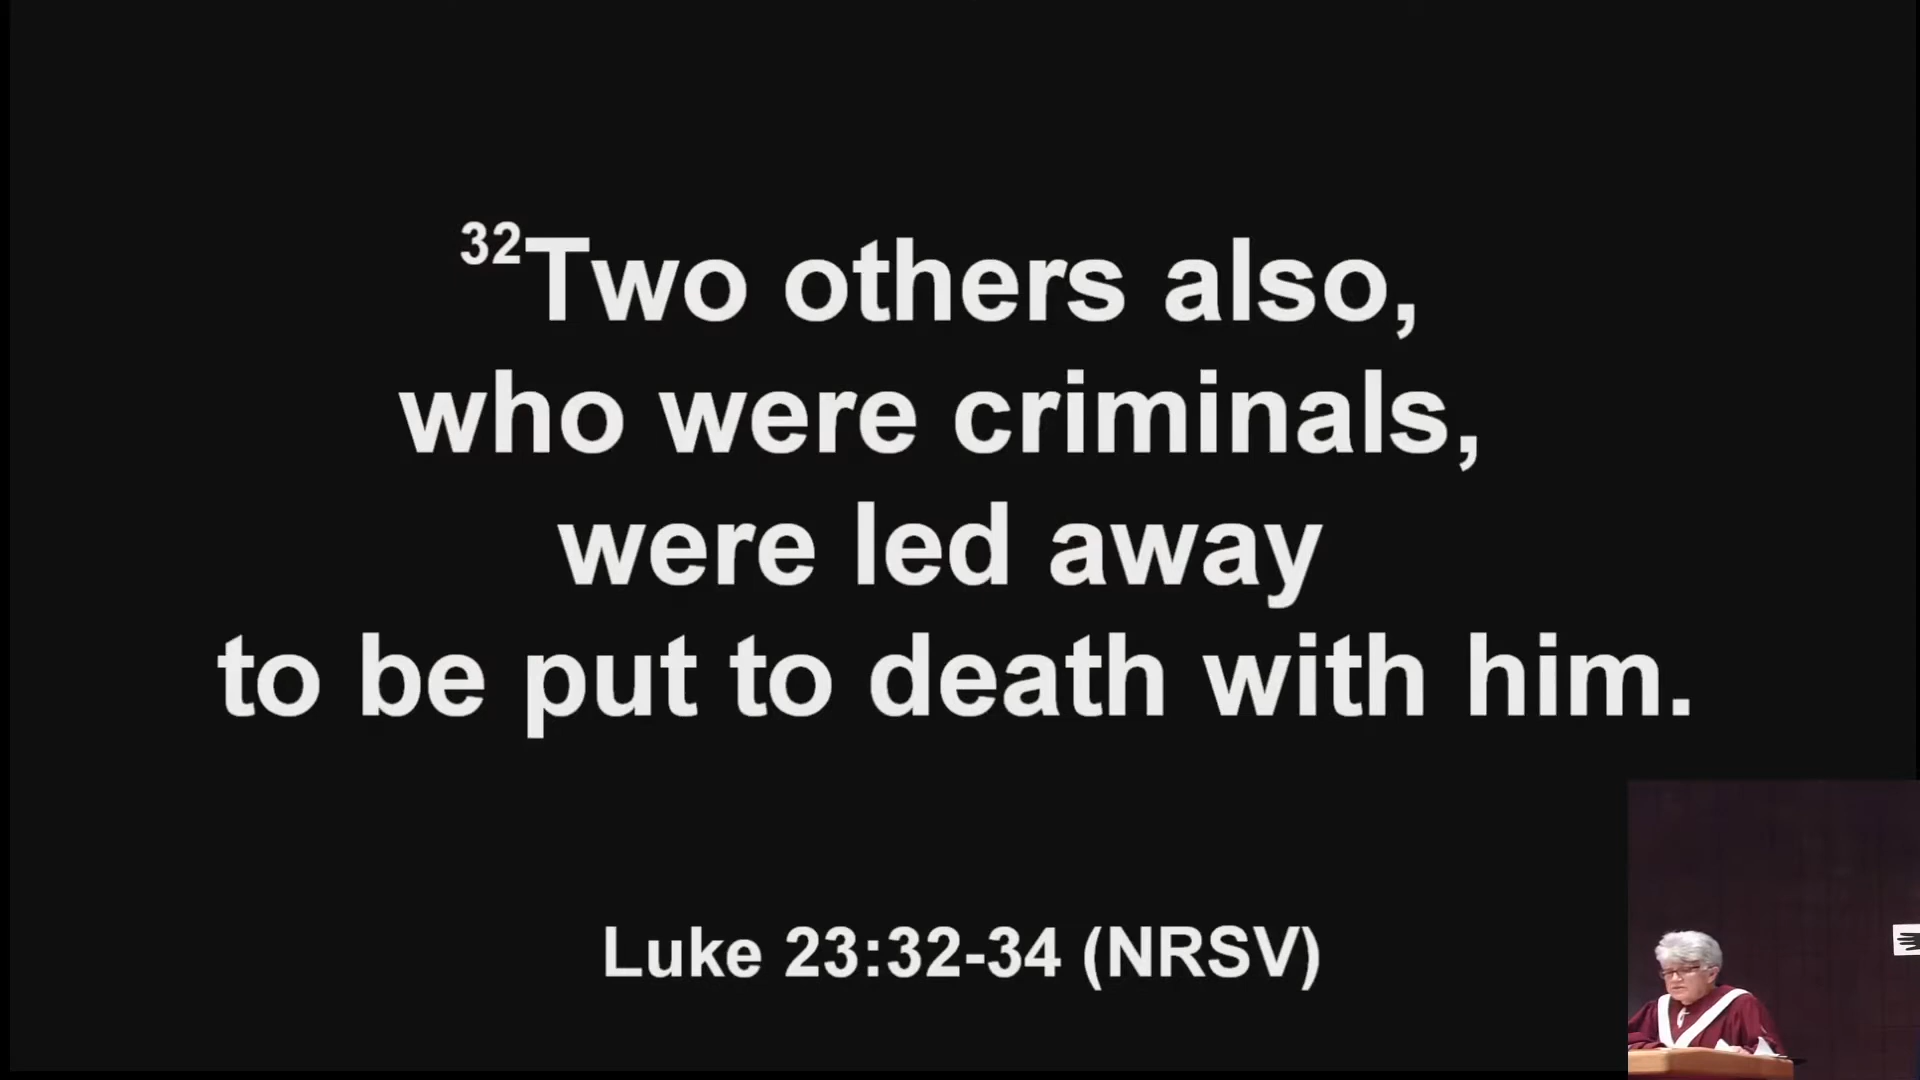 32Two others also,
who were criminals,
were led away
to be put to death with him.
Luke 23:32-34 (NRSV)